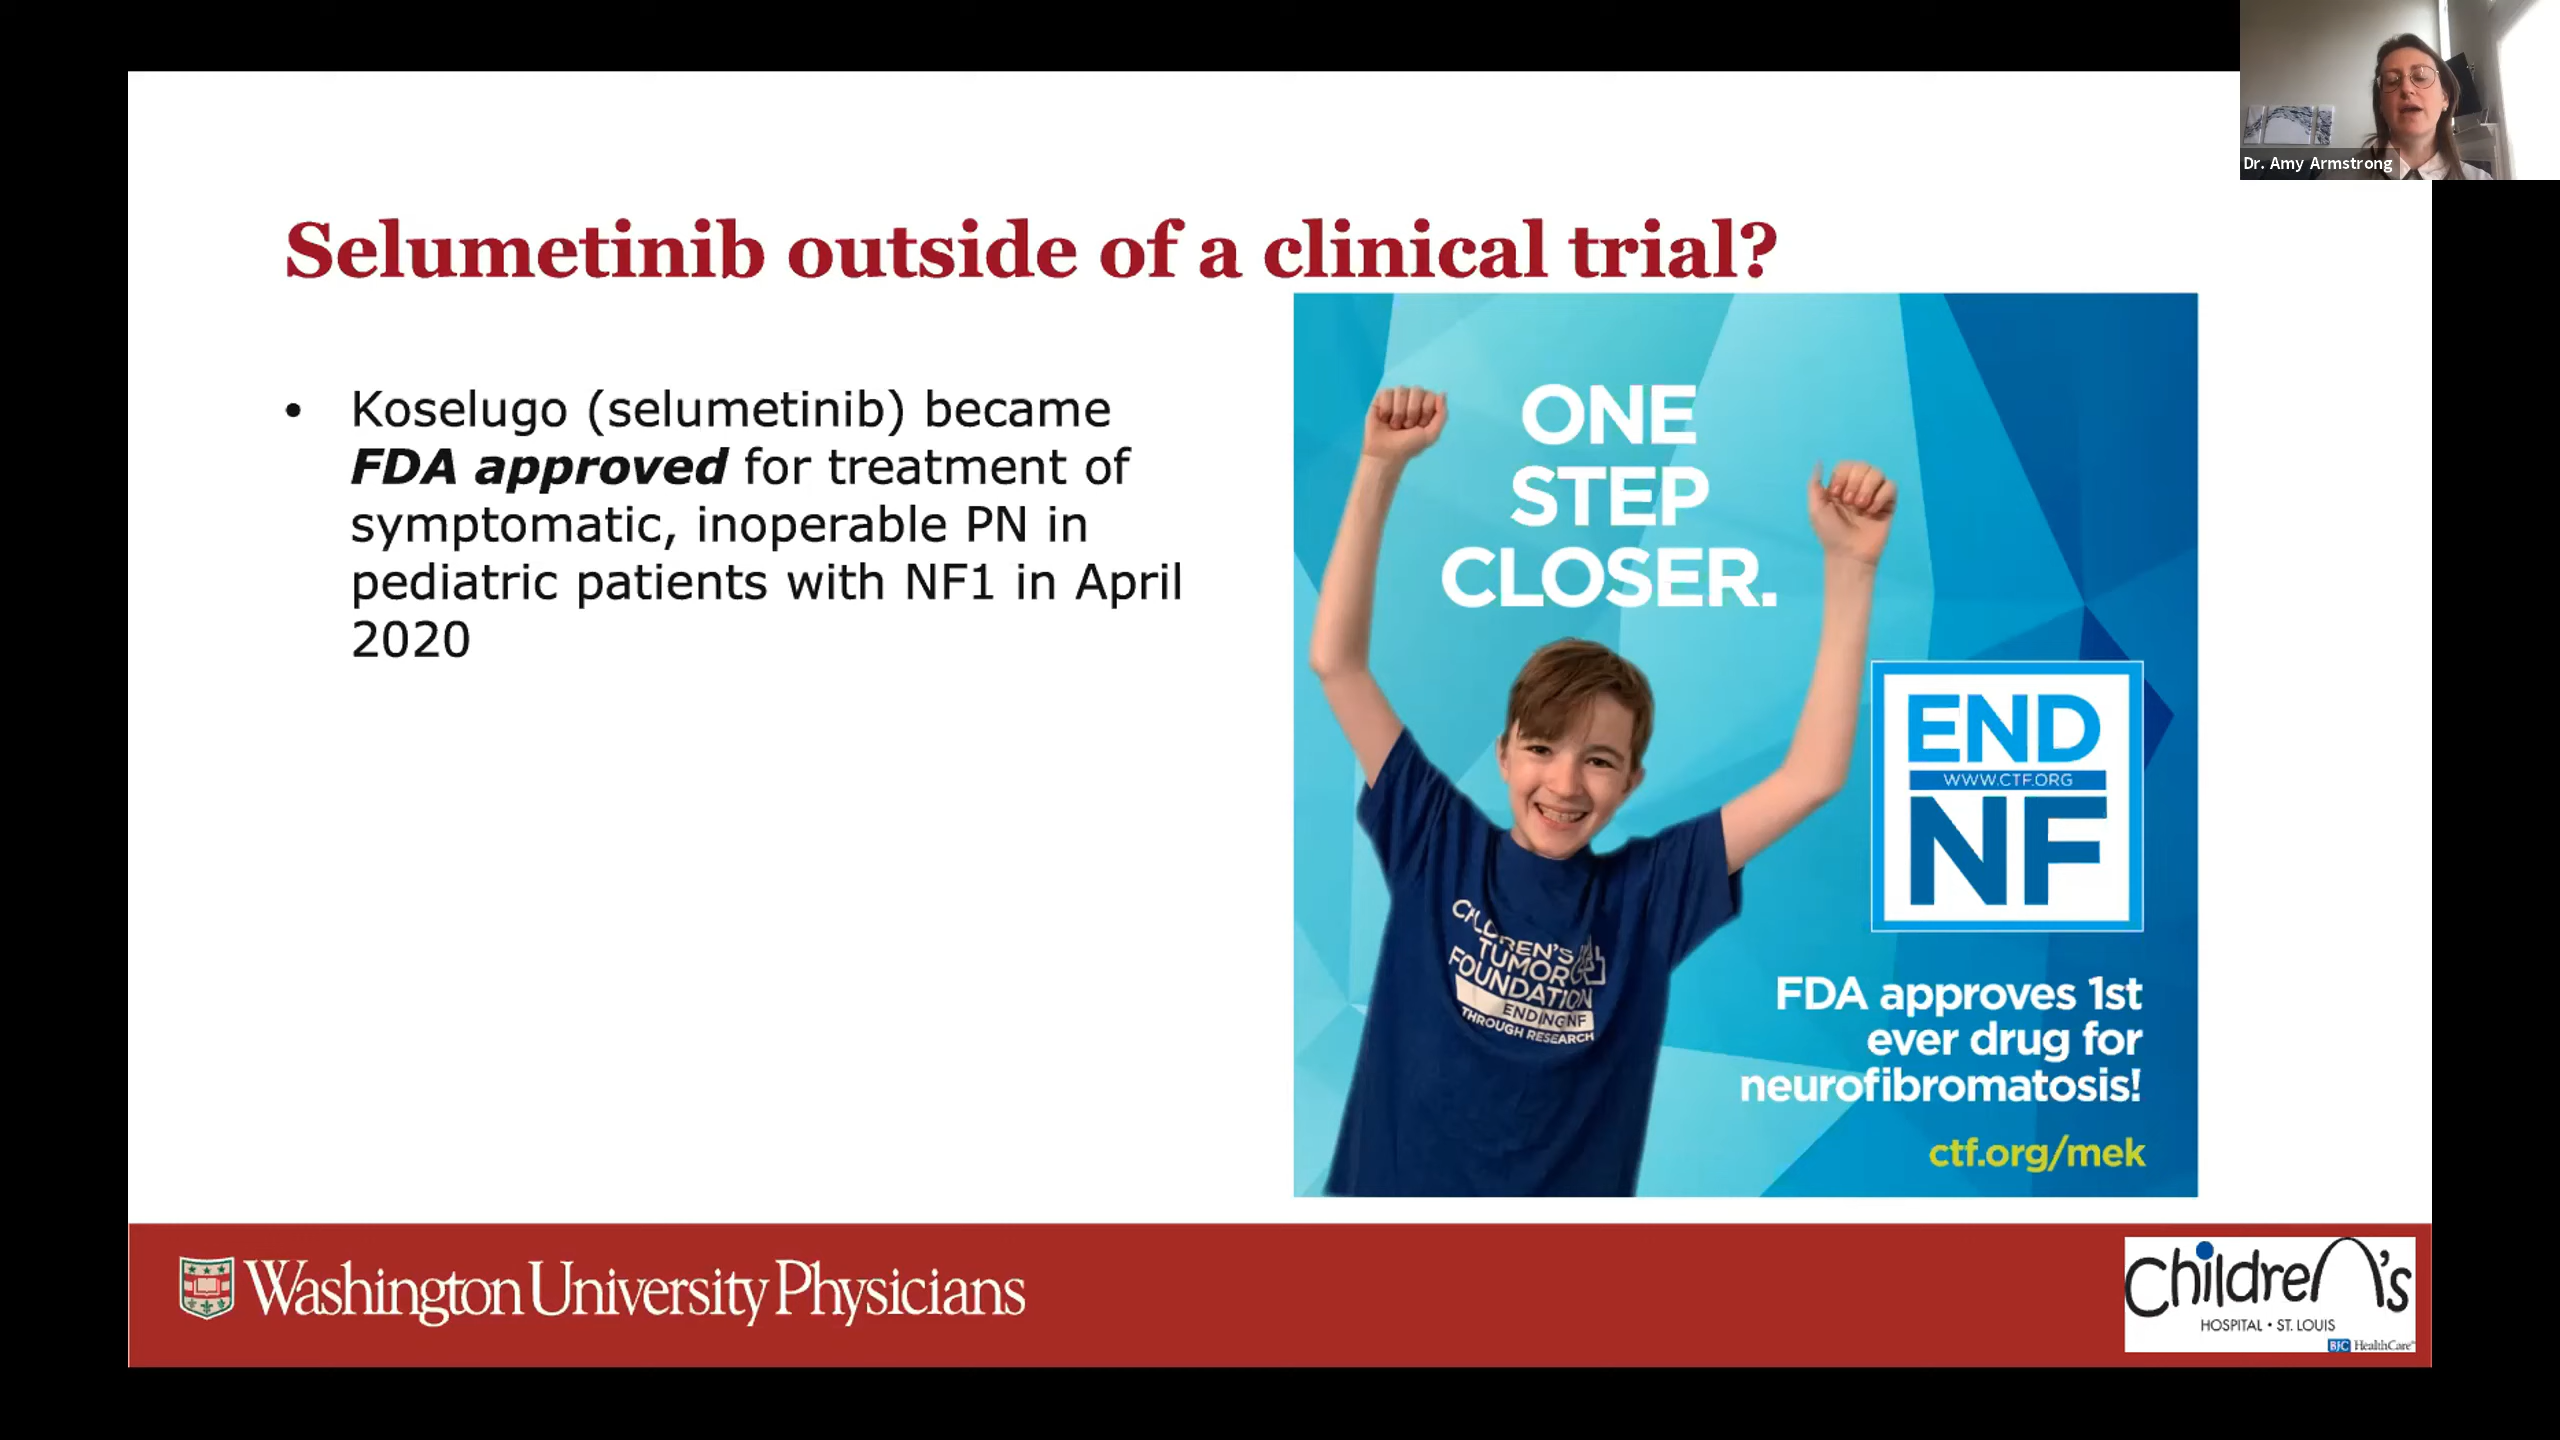 Dr. Amy Armstrong
Selumetinib outside of a clinical trial?
• Koselugo (selumetinib) became
FDA approved for treatment of
symptomatic, inoperable PN in
pediatric patients with NF1 in April
2020
ONE
STEP
CLOSER.
END
WWW.CTF.ORG
NF
CHILDREN'S
TUMOR
FOUNDATION
ENDING NF
THROUGH RESEARCH
FDA approves 1st
ever drug for
neurofibromatosis!
ctf.org/mek
Washington University Physicians
Children's
HOSPITAL • ST. LOUIS
BJC HealthCare